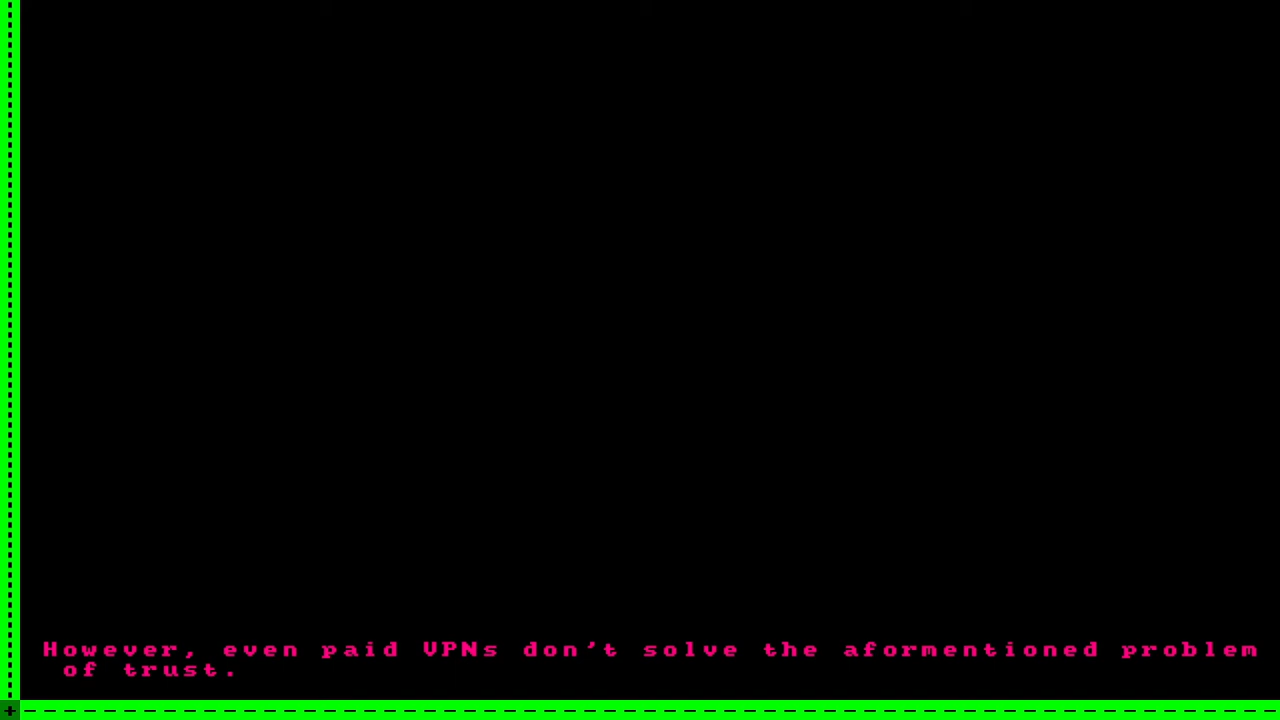 However, even paid VPNs don't solve the aformentioned problem
of trust.